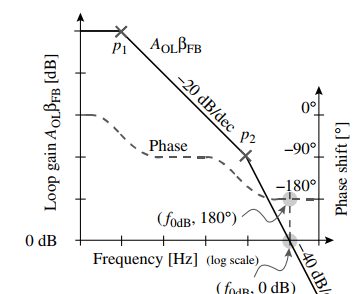 p1
AOLβFB
−20 dB/dec
p2
Loop gain AOLβFB [dB]
Phase
0°
−90°
−180°
Phase shift [°]
(f0dB, 180°)
0 dB
Frequency [Hz] (log scale)
−40 dB/
(f0dB, 0 dB)